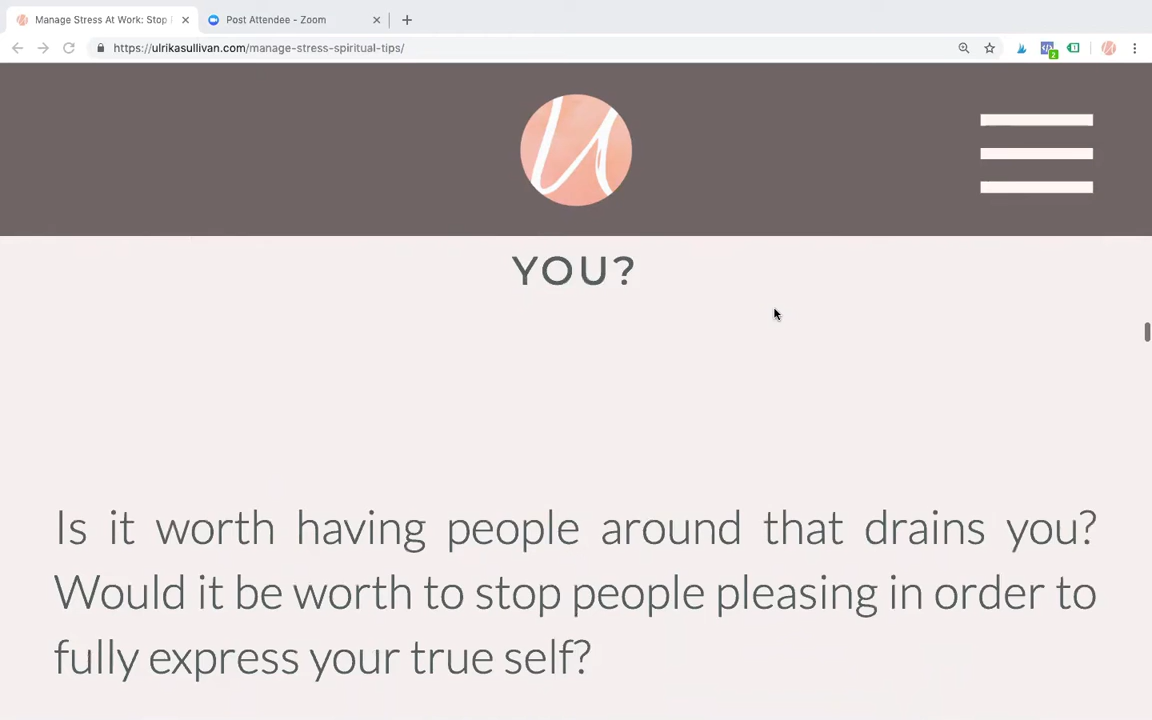 Manage Stress At Work: Stop
Post Attendee - Zoom
https://ulrikasullivan.com/manage-stress-spiritual-tips/
2
U
YOU?
Is it worth having people around that drains you?
Would it be worth to stop people pleasing in order to
fully express your true self?